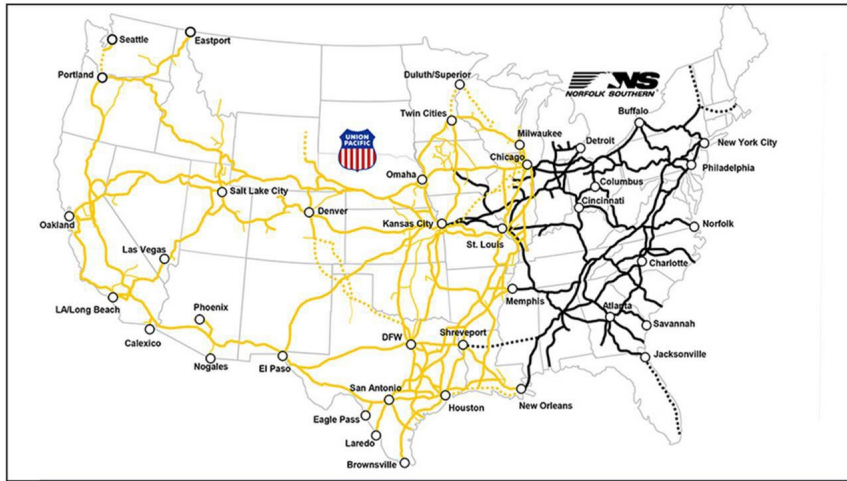 Seattle
Eastport
Portland
Duluth/Superior
NS
NORFOLK SOUTHERN
Twin Cities
Buffalo
UNION
PACIFIC
Milwaukee
Detroit
New York City
Chicago
Philadelphia
Omaha
Salt Lake City
Columbus
Denver
Cincinnati
Oakland
Kansas City
Norfolk
St. Louis
Las Vegas
Charlotte
LA/Long Beach
Phoenix
Memphis
Atlanta
Calexico
Savannah
DFW
Shreveport
Nogales
El Paso
Jacksonville
San Antonio
Houston
New Orleans
Eagle Pass
Laredo
Brownsville